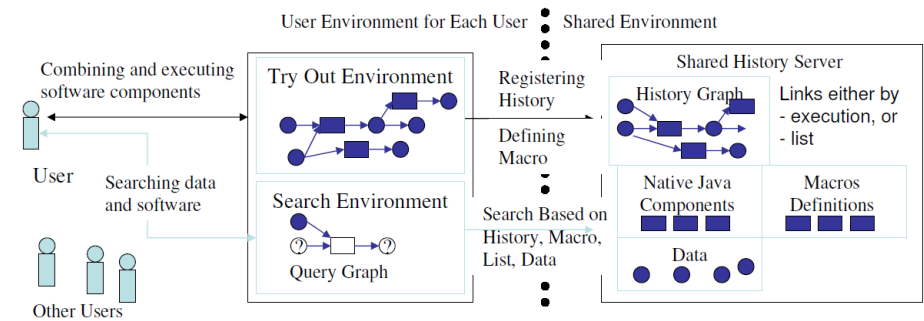 User Environment for Each User
Shared Environment
Combining and executing
software components
User
Searching data
and software
Other Users
Try Out Environment
Search Environment
?
?
Query Graph
Registering
History
Defining
Macro
Search Based on
History, Macro,
List, Data
Shared History Server
History Graph
Links either by
- execution, or
- list
Native Java
Components
Macros
Definitions
Data